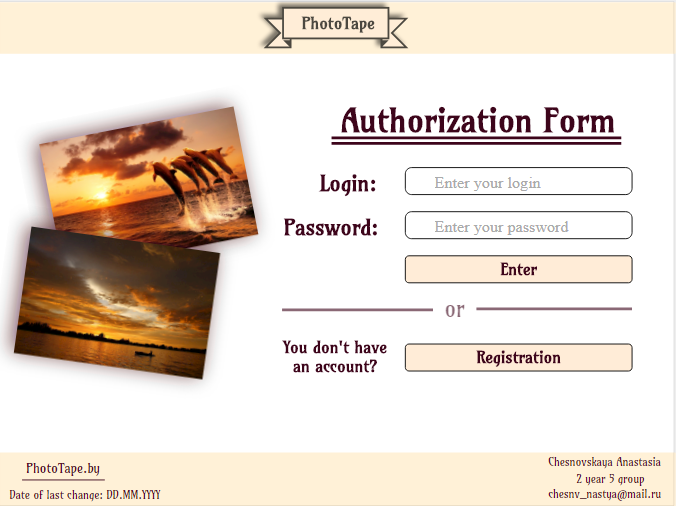 PhotoTape
Authorization Form
Login:
Enter your login
Password:
Enter your password
Enter
or
You don't have
an account?
Registration
PhotoTape.by
Date of last change: DD.MM.YYYY
Chesnovskaya Anastasia
2 year 5 group
chesnv_nastya@mail.ru